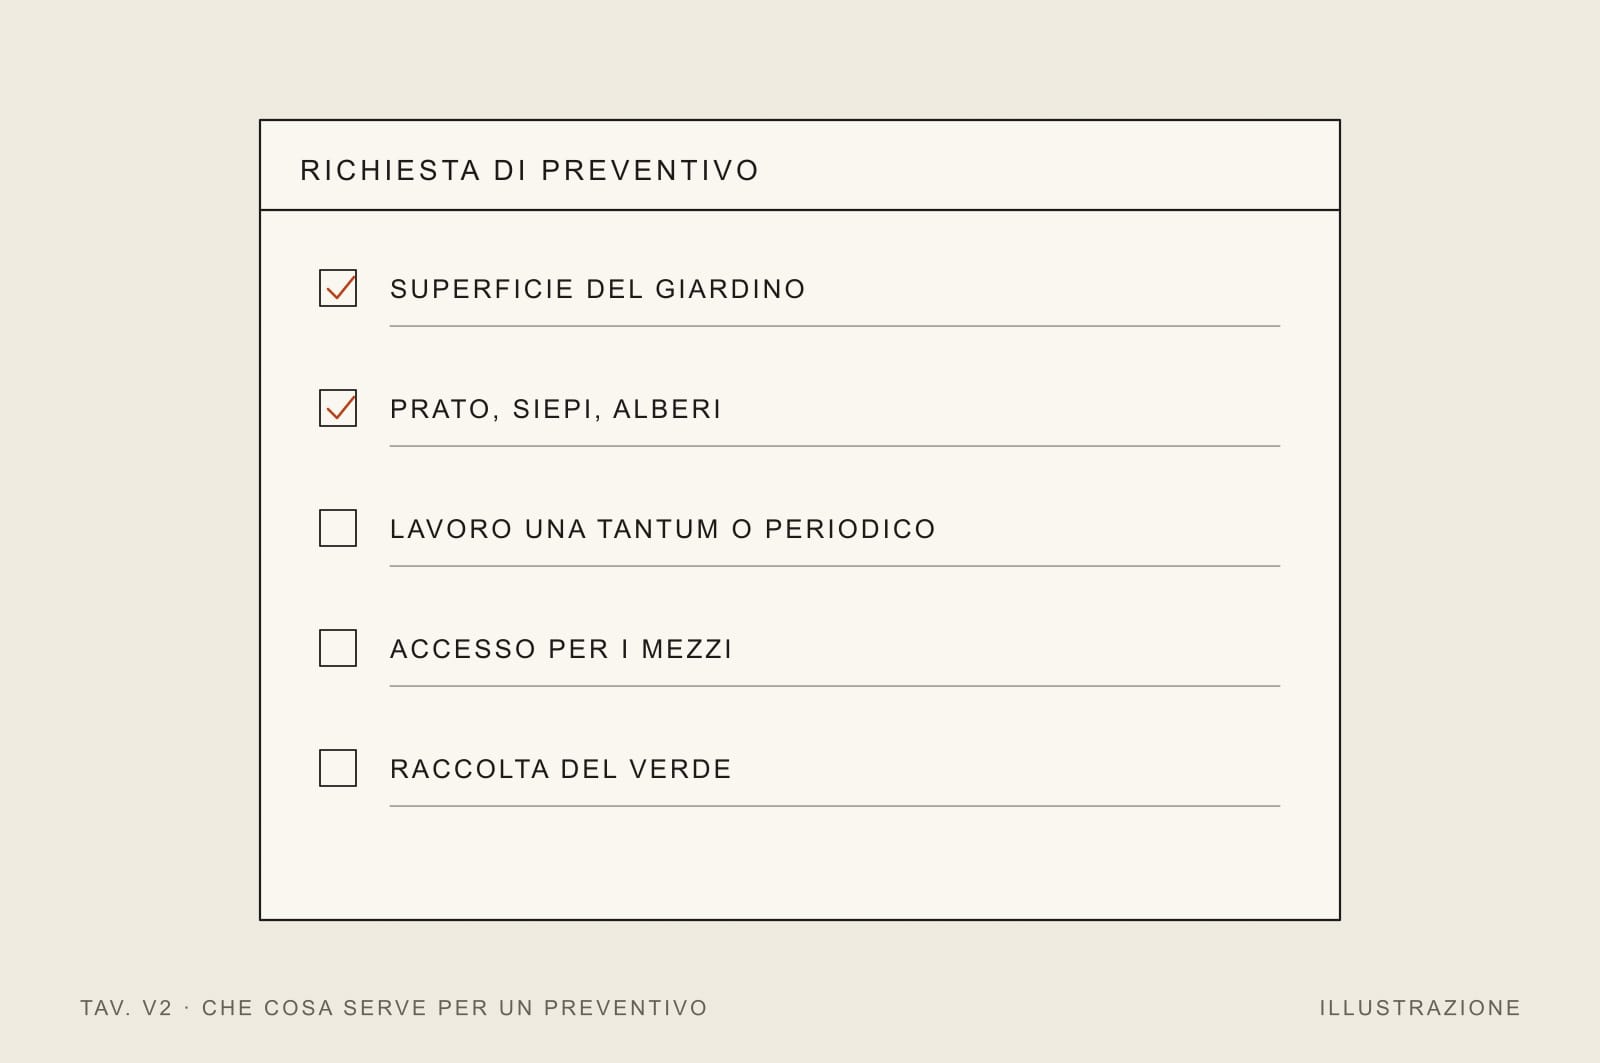 RICHIESTA DI PREVENTIVO
SUPERFICIE DEL GIARDINO
PRATO, SIEPI, ALBERI
LAVORO UNA TANTUM O PERIODICO
ACCESSO PER I MEZZI
RACCOLTA DEL VERDE
TAV. V2 · CHE COSA SERVE PER UN PREVENTIVO
ILLUSTRAZIONE